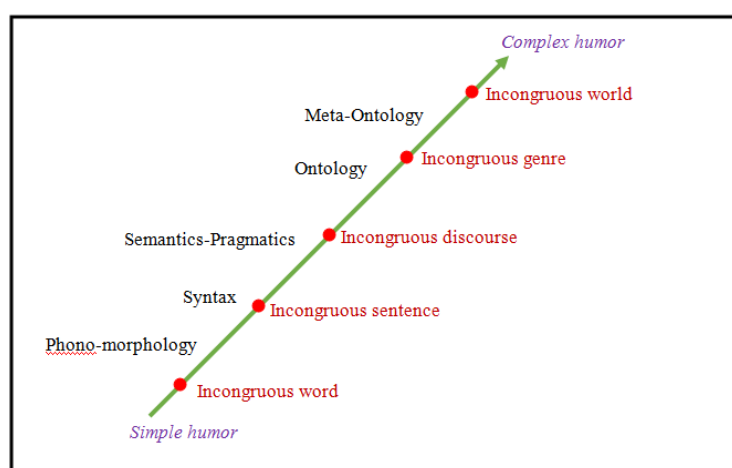 Complex humor
Incongruous world
Meta-Ontology
Incongruous genre
Ontology
Semantics-Pragmatics
Incongruous discourse
Syntax
Incongruous sentence
Phono-morphology
Incongruous word
Simple humor